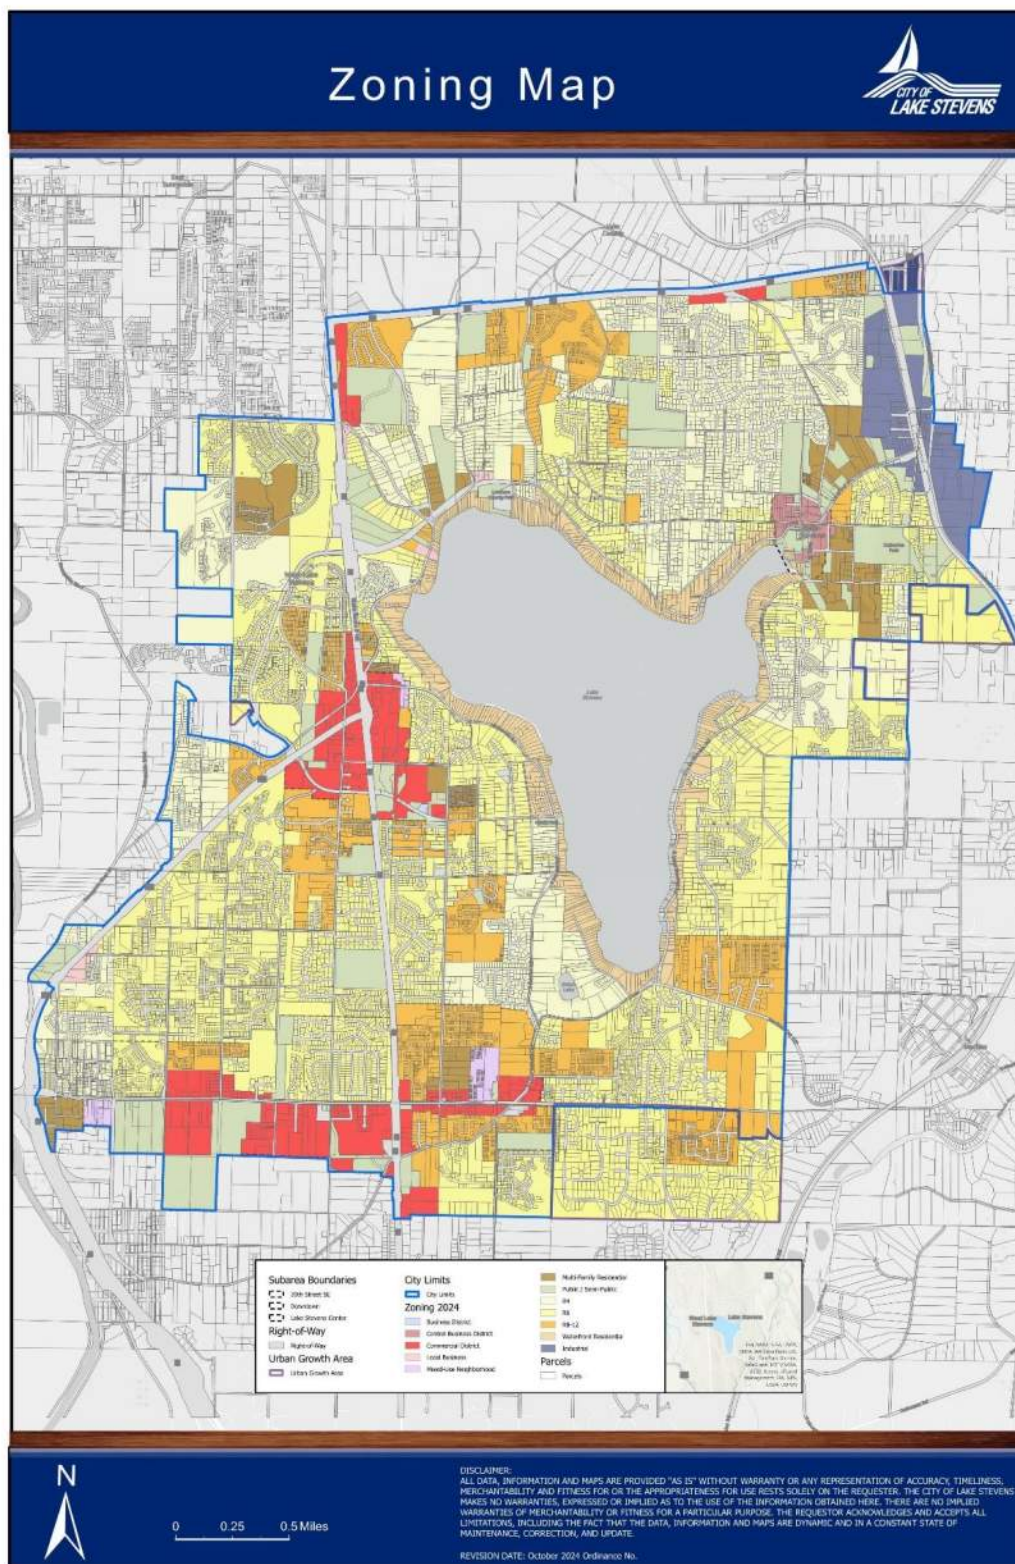 Zoning Map
CITY OF
LAKE STEVENS
Lake
Stevens
Subarea Boundaries
20th Street SE
Downtown
Lake Stevens Center
Right-of-Way
Right-of-Way
Urban Growth Area
Urban Growth Area
City Limits
City Limits
Zoning 2024
Business District
Central Business District
Commercial District
Local Business
Mixed-Use Neighborhood
Multi-Family Residential
Public / Semi-Public
R4
R6
R8-12
Waterfront Residential
Industrial
Parcels
Parcels
West Lake
Stevens
Lake Stevens
N
0 0.25 0.5 Miles
DISCLAIMER:
ALL DATA, INFORMATION AND MAPS ARE PROVIDED "AS IS" WITHOUT WARRANTY OR ANY REPRESENTATION OF ACCURACY, TIMELINESS,
MERCHANTABILITY AND FITNESS FOR OR THE APPROPRIATENESS FOR USE RESTS SOLELY ON THE REQUESTER. THE CITY OF LAKE STEVENS
MAKES NO WARRANTIES, EXPRESSED OR IMPLIED AS TO THE USE OF THE INFORMATION OBTAINED HERE. THERE ARE NO IMPLIED
WARRANTIES OF MERCHANTABILITY OR FITNESS FOR A PARTICULAR PURPOSE. THE REQUESTOR ACKNOWLEDGES AND ACCEPTS ALL
LIMITATIONS, INCLUDING THE FACT THAT THE DATA, INFORMATION AND MAPS ARE DYNAMIC AND IN A CONSTANT STATE OF
MAINTENANCE, CORRECTION, AND UPDATE.
REVISION DATE: October 2024 Ordinance No.